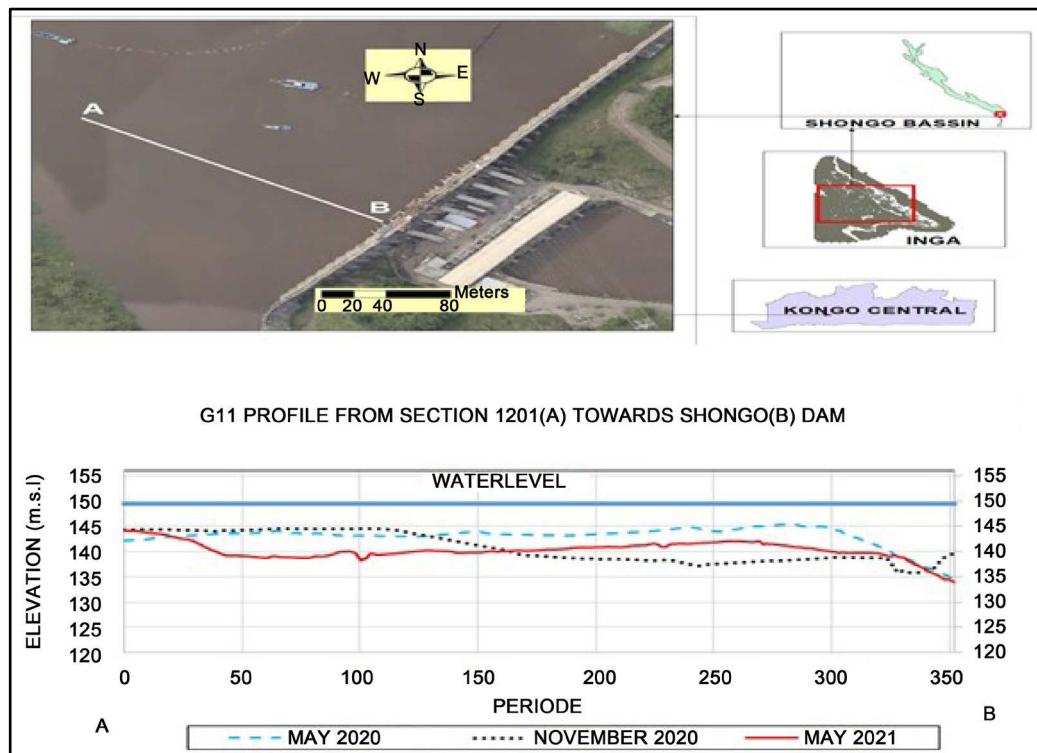 N
W E
S
A
B
Meters
0 20 40 80
SHONGO BASSIN
INGA
KONGO CENTRAL
G11 PROFILE FROM SECTION 1201(A) TOWARDS SHONGO(B) DAM
WATERLEVEL
ELEVATION (m.s.l)
155 155
150 150
145 145
140 140
135 135
130 130
125 125
120 120
0 50 100 150 200 250 300 350
PERIODE
A B
MAY 2020 NOVEMBER 2020 MAY 2021